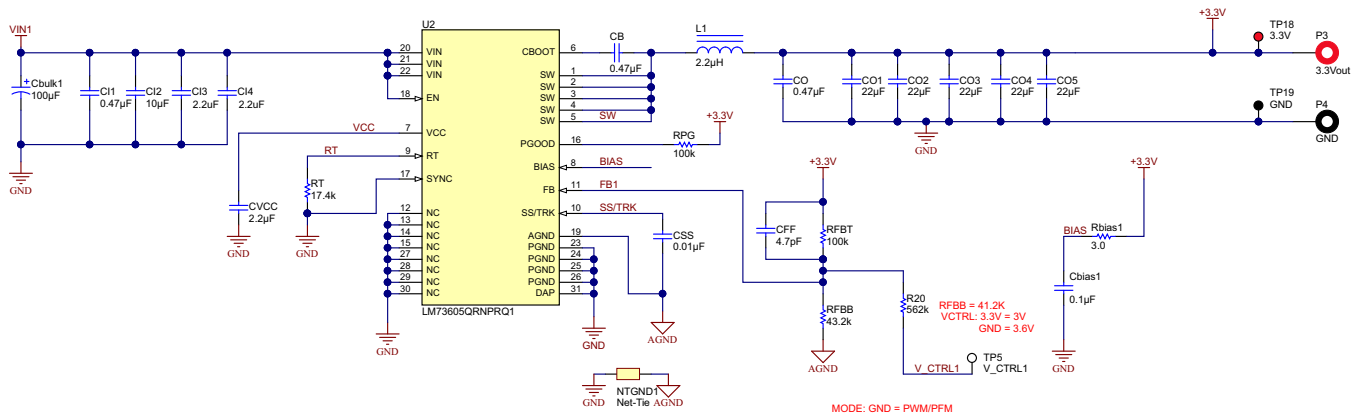 VIN1
Cbulk1
100µF
CI1
0.47µF
CI2
10µF
CI3
2.2uF
CI4
2.2uF
GND
VCC
CVCC
2.2µF
GND
RT
RT
17.4k
GND
GND
U2
20
21
22
18
7
9
17
12
13
14
15
27
28
29
30
VIN
VIN
VIN
EN
VCC
RT
SYNC
NC
NC
NC
NC
NC
NC
NC
NC
CBOOT
SW
SW
SW
SW
SW
PGOOD
BIAS
FB
SS/TRK
AGND
PGND
PGND
PGND
PGND
DAP
6
1
2
3
4
5
16
8
11
10
19
23
24
25
26
31
LM73605QRNPRQ1
CB
0.47µF
SW
L1
2.2µH
RPG
100k
+3.3V
BIAS
FB1
SS/TRK
CSS
0.01µF
GND
AGND
GND
NTGND1
Net-Tie
AGND
CO
0.47µF
CO1
22µF
CO2
22µF
CO3
22µF
CO4
22µF
CO5
22µF
GND
+3.3V
TP18
3.3V
P3
3.3Vout
TP19
GND
P4
GND
+3.3V
CFF
4.7pF
RFBT
100k
RFBB
43.2k
AGND
R20
562k
RFBB = 41.2K
VCTRL: 3.3V = 3V
GND = 3.6V
V_CTRL1
TP5
V_CTRL1
+3.3V
BIAS
Rbias1
3.0
Cbias1
0.1µF
GND
MODE: GND = PWM/PFM